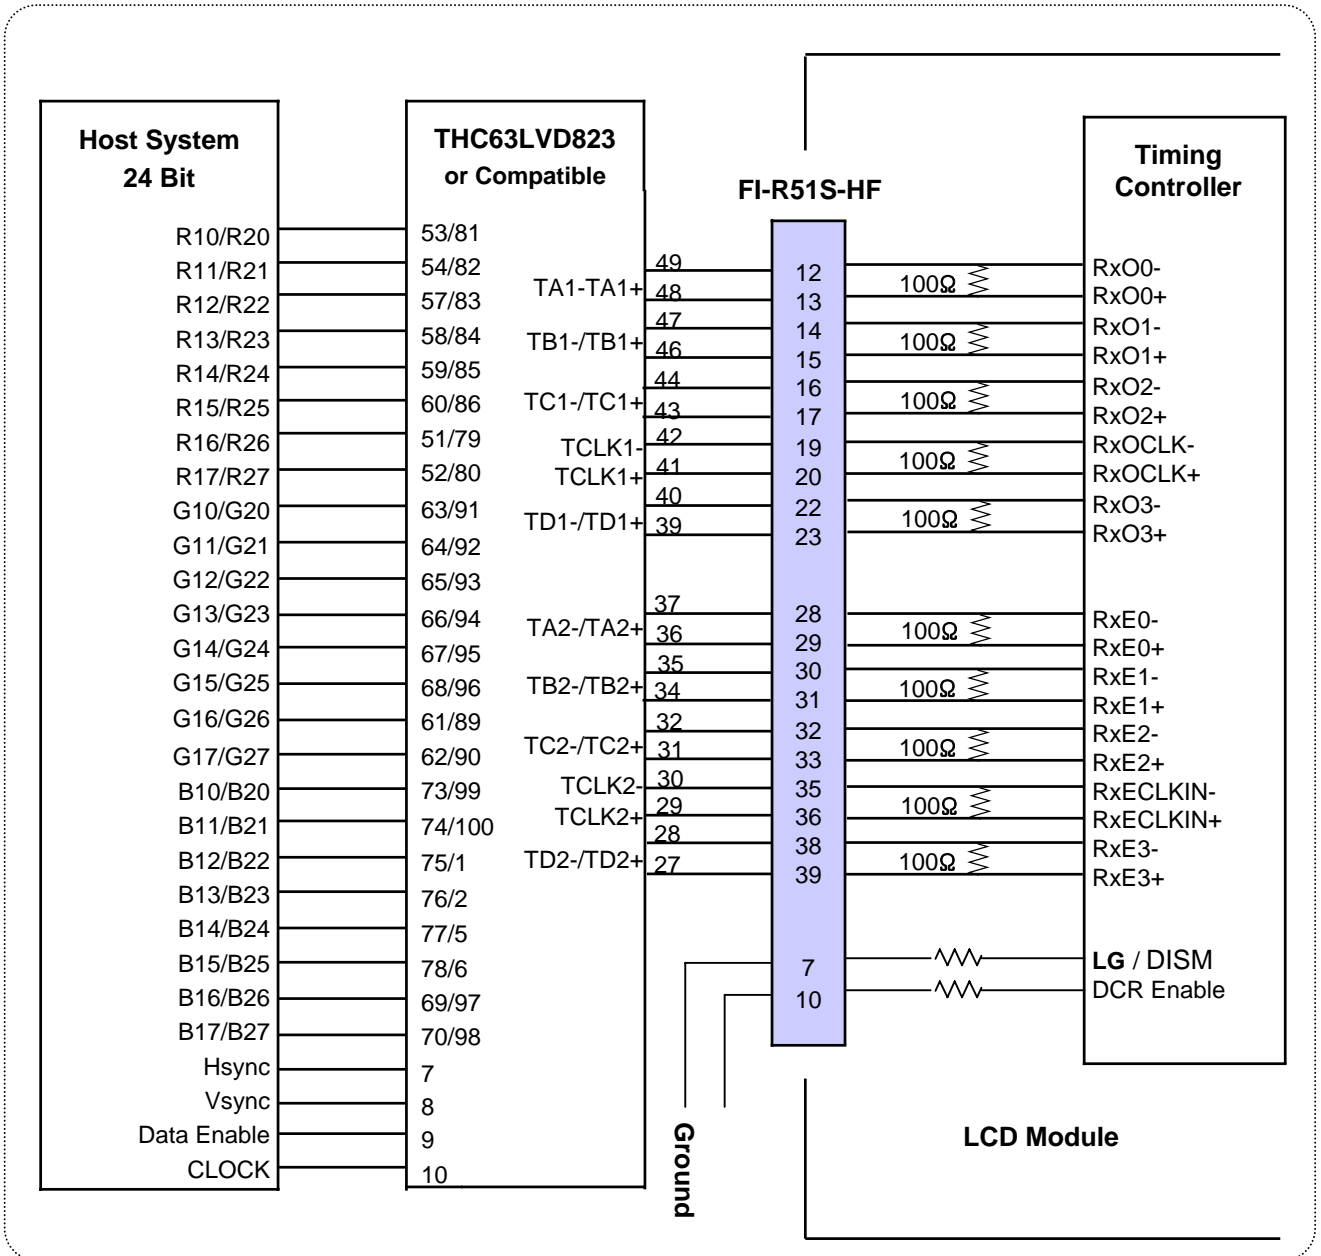 Host System
24 Bit
R10/R20
R11/R21
R12/R22
R13/R23
R14/R24
R15/R25
R16/R26
R17/R27
G10/G20
G11/G21
G12/G22
G13/G23
G14/G24
G15/G25
G16/G26
G17/G27
B10/B20
B11/B21
B12/B22
B13/B23
B14/B24
B15/B25
B16/B26
B17/B27
Hsync
Vsync
Data Enable
CLOCK
THC63LVD823
or Compatible
53/81
54/82
57/83
58/84
59/85
60/86
51/79
52/80
63/91
64/92
65/93
66/94
67/95
68/96
61/89
62/90
73/99
74/100
75/1
76/2
77/5
78/6
69/97
70/98
7
8
9
10
TA1-TA1+
TB1-/TB1+
TC1-/TC1+
TCLK1-
TCLK1+
TD1-/TD1+
TA2-/TA2+
TB2-/TB2+
TC2-/TC2+
TCLK2-
TCLK2+
TD2-/TD2+
49
48
47
46
44
43
42
41
40
39
37
36
35
34
32
31
30
29
28
27
FI-R51S-HF
12
13
14
15
16
17
19
20
22
23
28
29
30
31
32
33
35
36
38
39
7
10
Ground
100Ω
100Ω
100Ω
100Ω
100Ω
100Ω
100Ω
100Ω
100Ω
100Ω
Timing
Controller
RxO0-
RxO0+
RxO1-
RxO1+
RxO2-
RxO2+
RxOCLK-
RxOCLK+
RxO3-
RxO3+
RxE0-
RxE0+
RxE1-
RxE1+
RxE2-
RxE2+
RxECLKIN-
RxECLKIN+
RxE3-
RxE3+
LG / DISM
DCR Enable
LCD Module